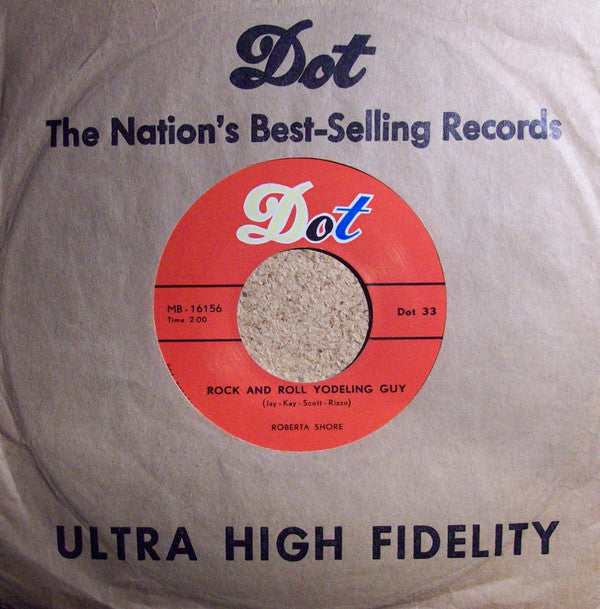 Dot
The Nation's Best-Selling Records
Dot
MB-16156
Time 2:00
Dot 33
ROCK AND ROLL YODELING GUY
(Jay-Kay-Scott-Rizzo)
ROBERTA SHORE
ULTRA HIGH FIDELITY